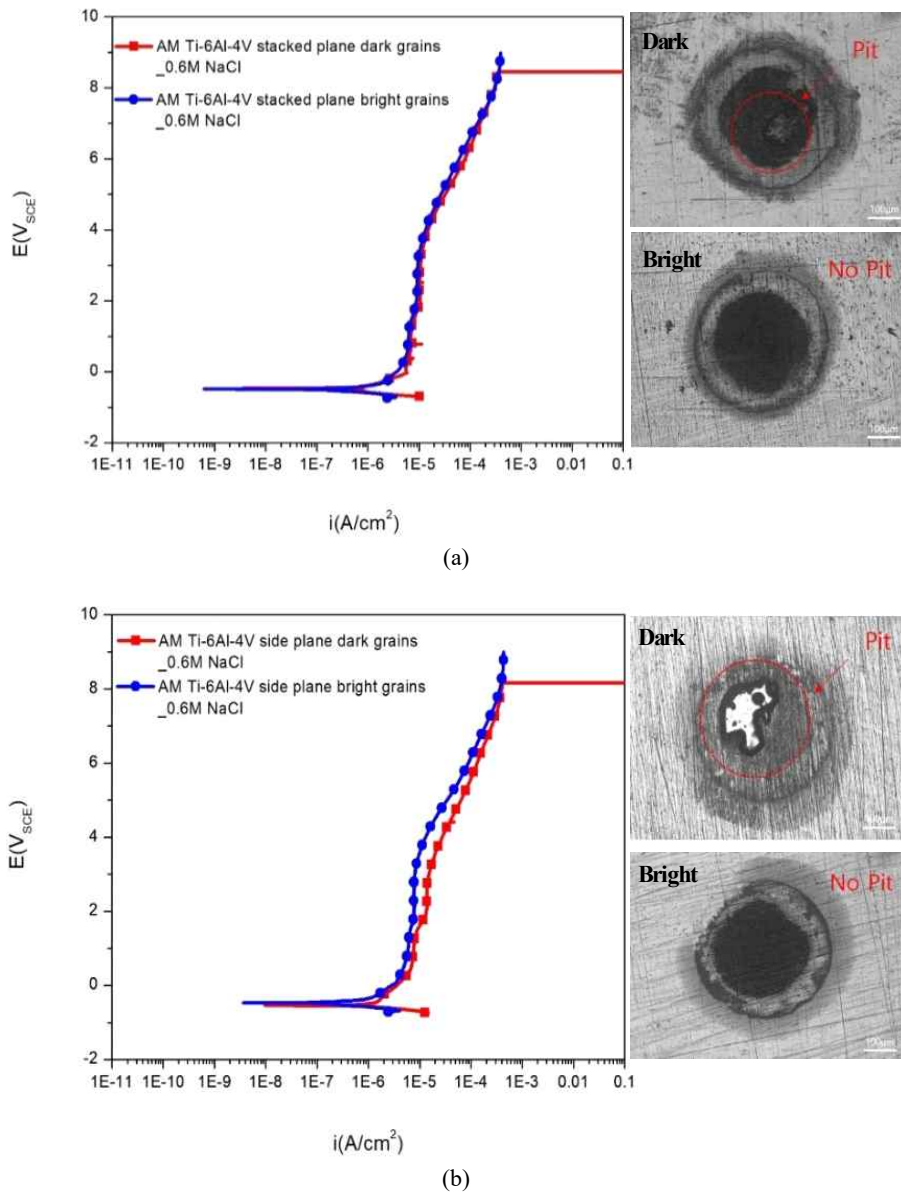 10
8
6
4
2
0
-2
E(V_SCE)
AM Ti-6Al-4V stacked plane dark grains
_0.6M NaCl
AM Ti-6Al-4V stacked plane bright grains
_0.6M NaCl
1E-11 1E-10 1E-9 1E-8 1E-7 1E-6 1E-5 1E-4 1E-3 0.01 0.1
i(A/cm²)
Dark
Pit
100μm
Bright
No Pit
100μm
(a)
10
8
6
4
2
0
-2
E(V_SCE)
AM Ti-6Al-4V side plane dark grains
_0.6M NaCl
AM Ti-6Al-4V side plane bright grains
_0.6M NaCl
1E-11 1E-10 1E-9 1E-8 1E-7 1E-6 1E-5 1E-4 1E-3 0.01 0.1
i(A/cm²)
Dark
Pit
100μm
Bright
No Pit
100μm
(b)